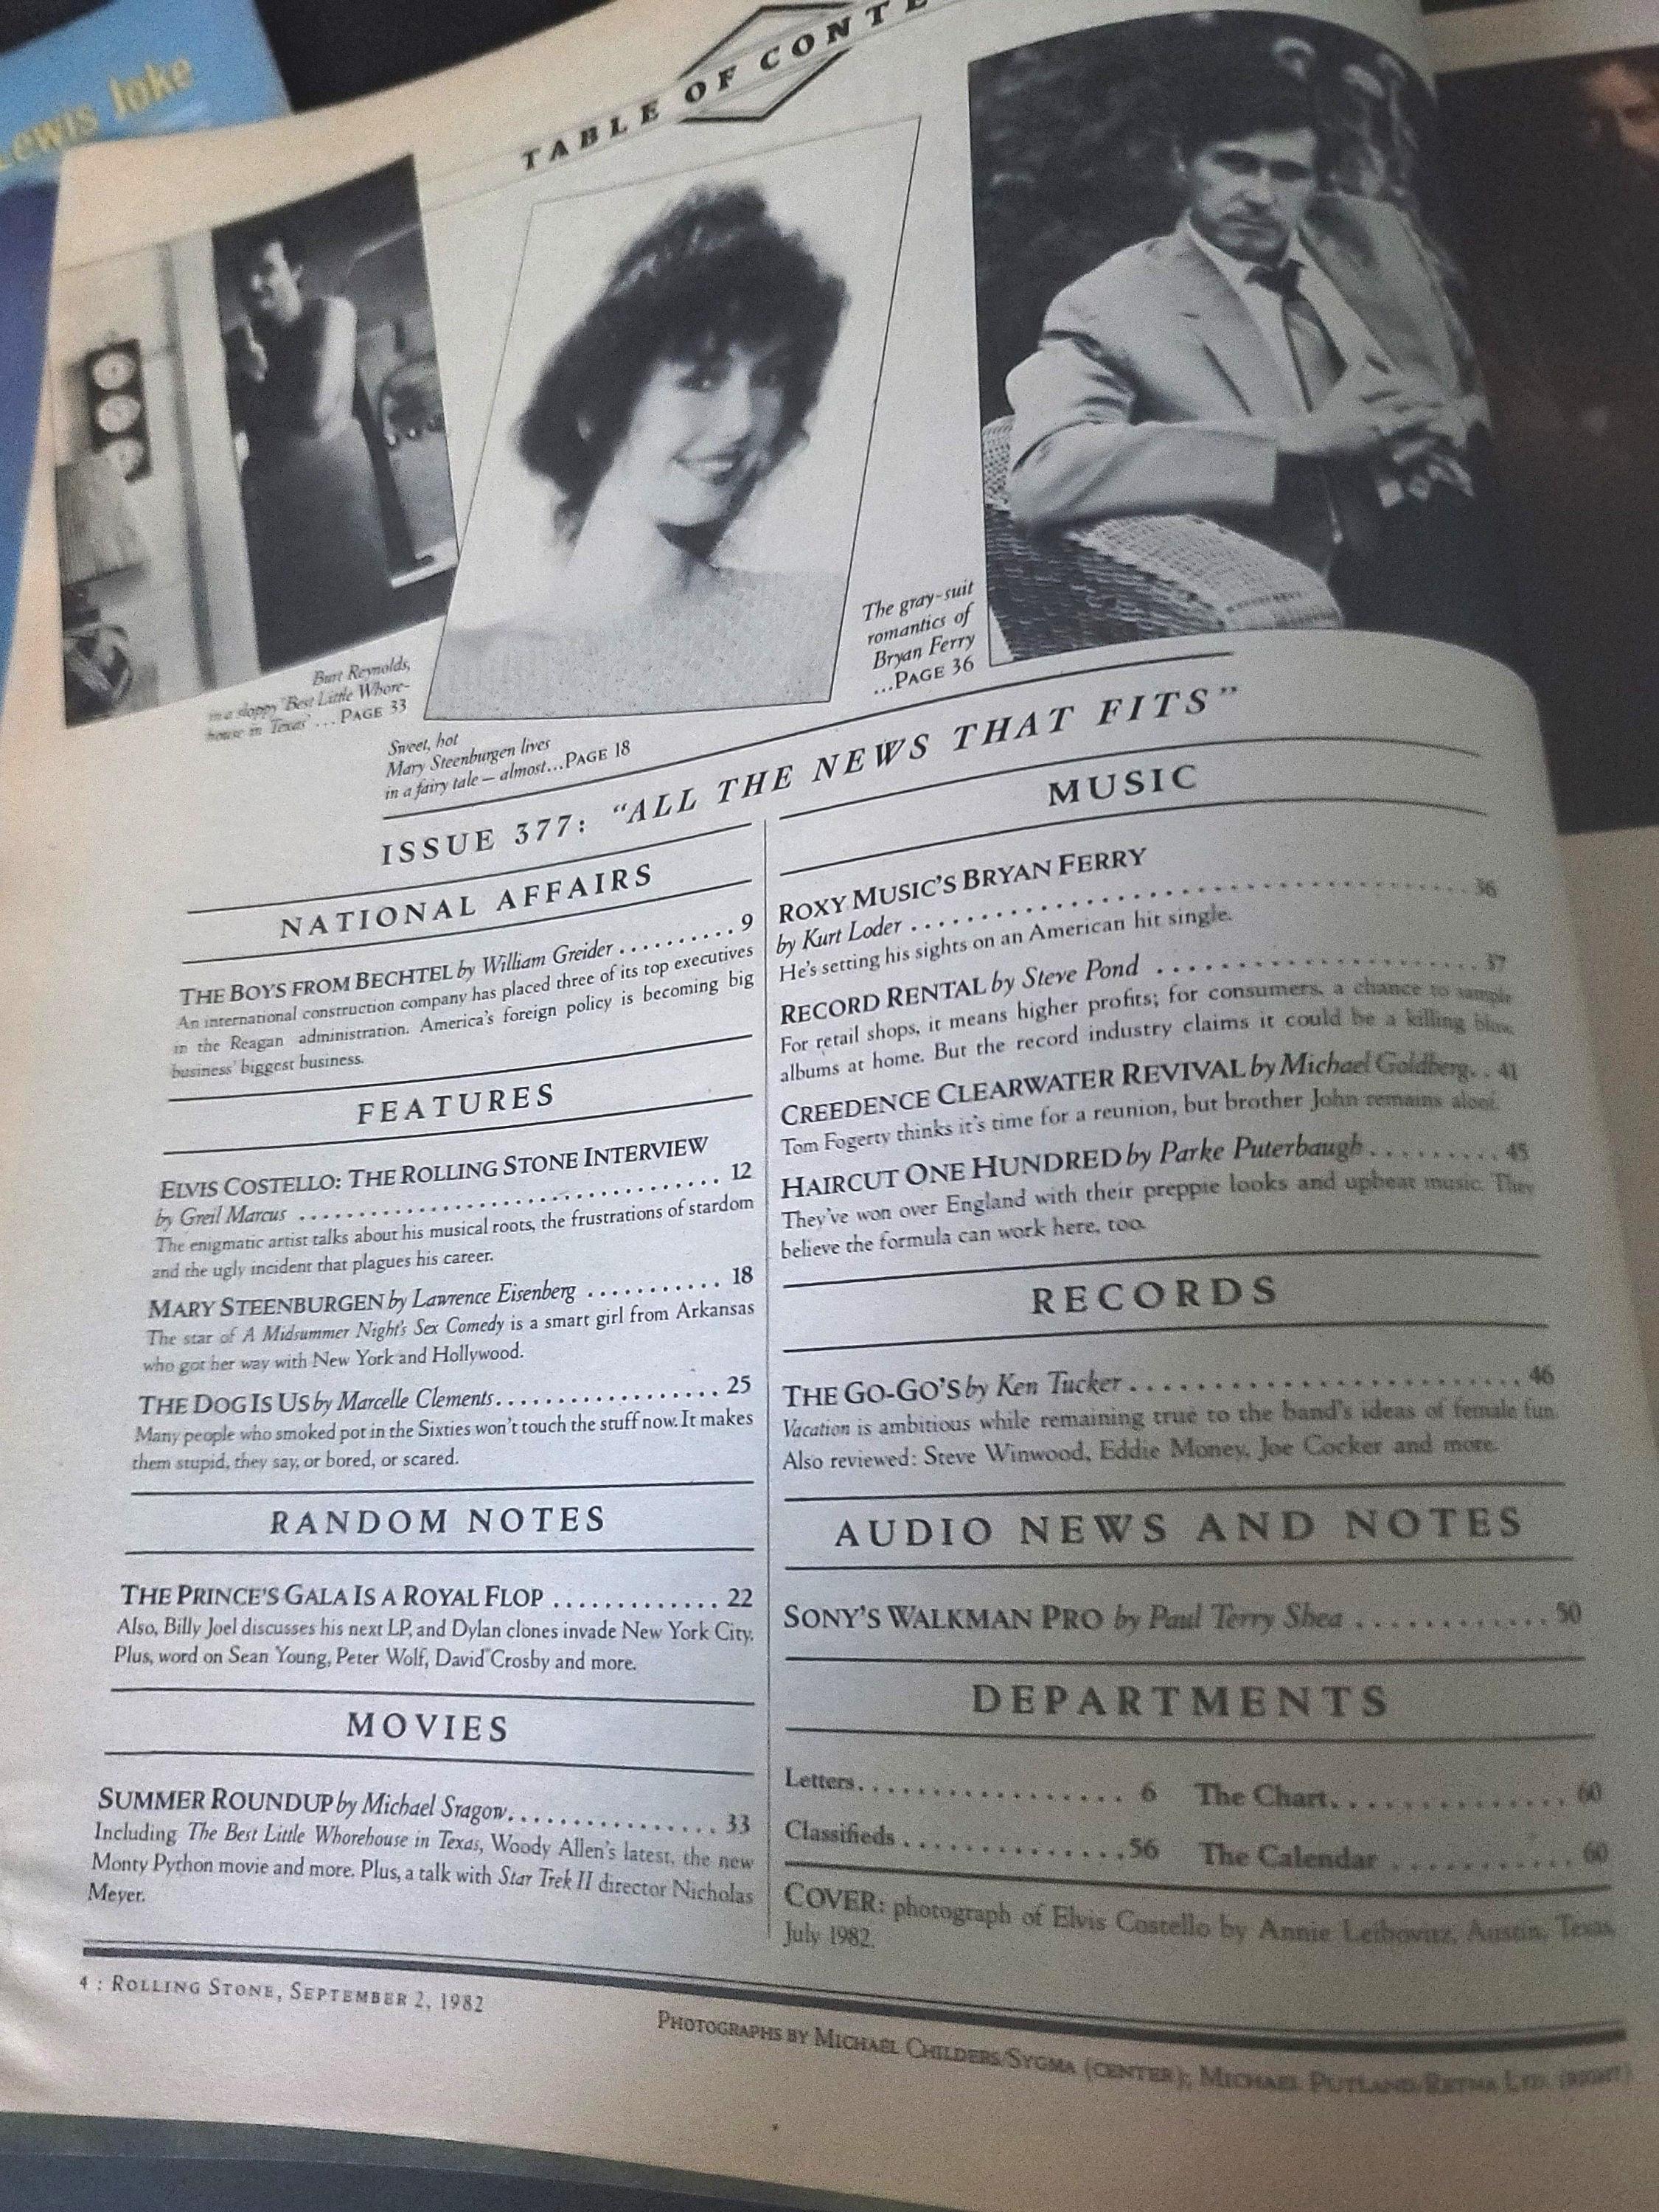 Lewis Joke
TABLE OF CONTE
Burt Reynolds,
in a sloppy 'Best Little Whore-
house in Texas' ... PAGE 33
Sweet, hot
Mary Steenburgen lives
in a fairy tale – almost...PAGE 18
The gray-suit
romantics of
Bryan Ferry
...PAGE 36
ISSUE 377: "ALL THE NEWS THAT FITS"
NATIONAL AFFAIRS
THE BOYS FROM BECHTEL by William Greider .......... 9
An international construction company has placed three of its top executives
in the Reagan administration. America's foreign policy is becoming big
business' biggest business.
FEATURES
ELVIS COSTELLO: THE ROLLING STONE INTERVIEW
by Greil Marcus .......... 12
The enigmatic artist talks about his musical roots, the frustrations of stardom
and the ugly incident that plagues his career.
MARY STEENBURGEN by Lawrence Eisenberg .......... 18
The star of A Midsummer Night's Sex Comedy is a smart girl from Arkansas
who got her way with New York and Hollywood.
THE DOG IS US by Marcelle Clements.......... 25
Many people who smoked pot in the Sixties won't touch the stuff now. It makes
them stupid, they say, or bored, or scared.
RANDOM NOTES
THE PRINCE'S GALA IS A ROYAL FLOP .......... 22
Also, Billy Joel discusses his next LP, and Dylan clones invade New York City.
Plus, word on Sean Young, Peter Wolf, David Crosby and more.
MOVIES
SUMMER ROUNDUP by Michael Sragow.......... 33
Including The Best Little Whorehouse in Texas, Woody Allen's latest, the new
Monty Python movie and more. Plus, a talk with Star Trek II director Nicholas
Meyer.
MUSIC
ROXY MUSIC'S BRYAN FERRY
by Kurt Loder .......... 36
He's setting his sights on an American hit single.
RECORD RENTAL by Steve Pond .......... 37
For retail shops, it means higher profits; for consumers, a chance to sample
albums at home. But the record industry claims it could be a killing blow.
CREEDENCE CLEARWATER REVIVAL by Michael Goldberg.. 41
Tom Fogerty thinks it's time for a reunion, but brother John remains aloof.
HAIRCUT ONE HUNDRED by Parke Puterbaugh.......... 45
They've won over England with their preppie looks and upbeat music. They
believe the formula can work here, too.
RECORDS
THE GO-GO'S by Ken Tucker.......... 46
Vacation is ambitious while remaining true to the band's ideas of female fun.
Also reviewed: Steve Winwood, Eddie Money, Joe Cocker and more.
AUDIO NEWS AND NOTES
SONY'S WALKMAN PRO by Paul Terry Shea .......... 50
DEPARTMENTS
Letters.......... 6 The Chart.......... 60
Classifieds .......... 56 The Calendar .......... 60
COVER: photograph of Elvis Costello by Annie Leibovitz, Austin, Texas,
July 1982.
4 : ROLLING STONE, SEPTEMBER 2, 1982
PHOTOGRAPHS BY MICHAEL CHILDERS/SYGMA (CENTER); MICHAEL PUTLAND/RETNA LTD. (RIGHT)